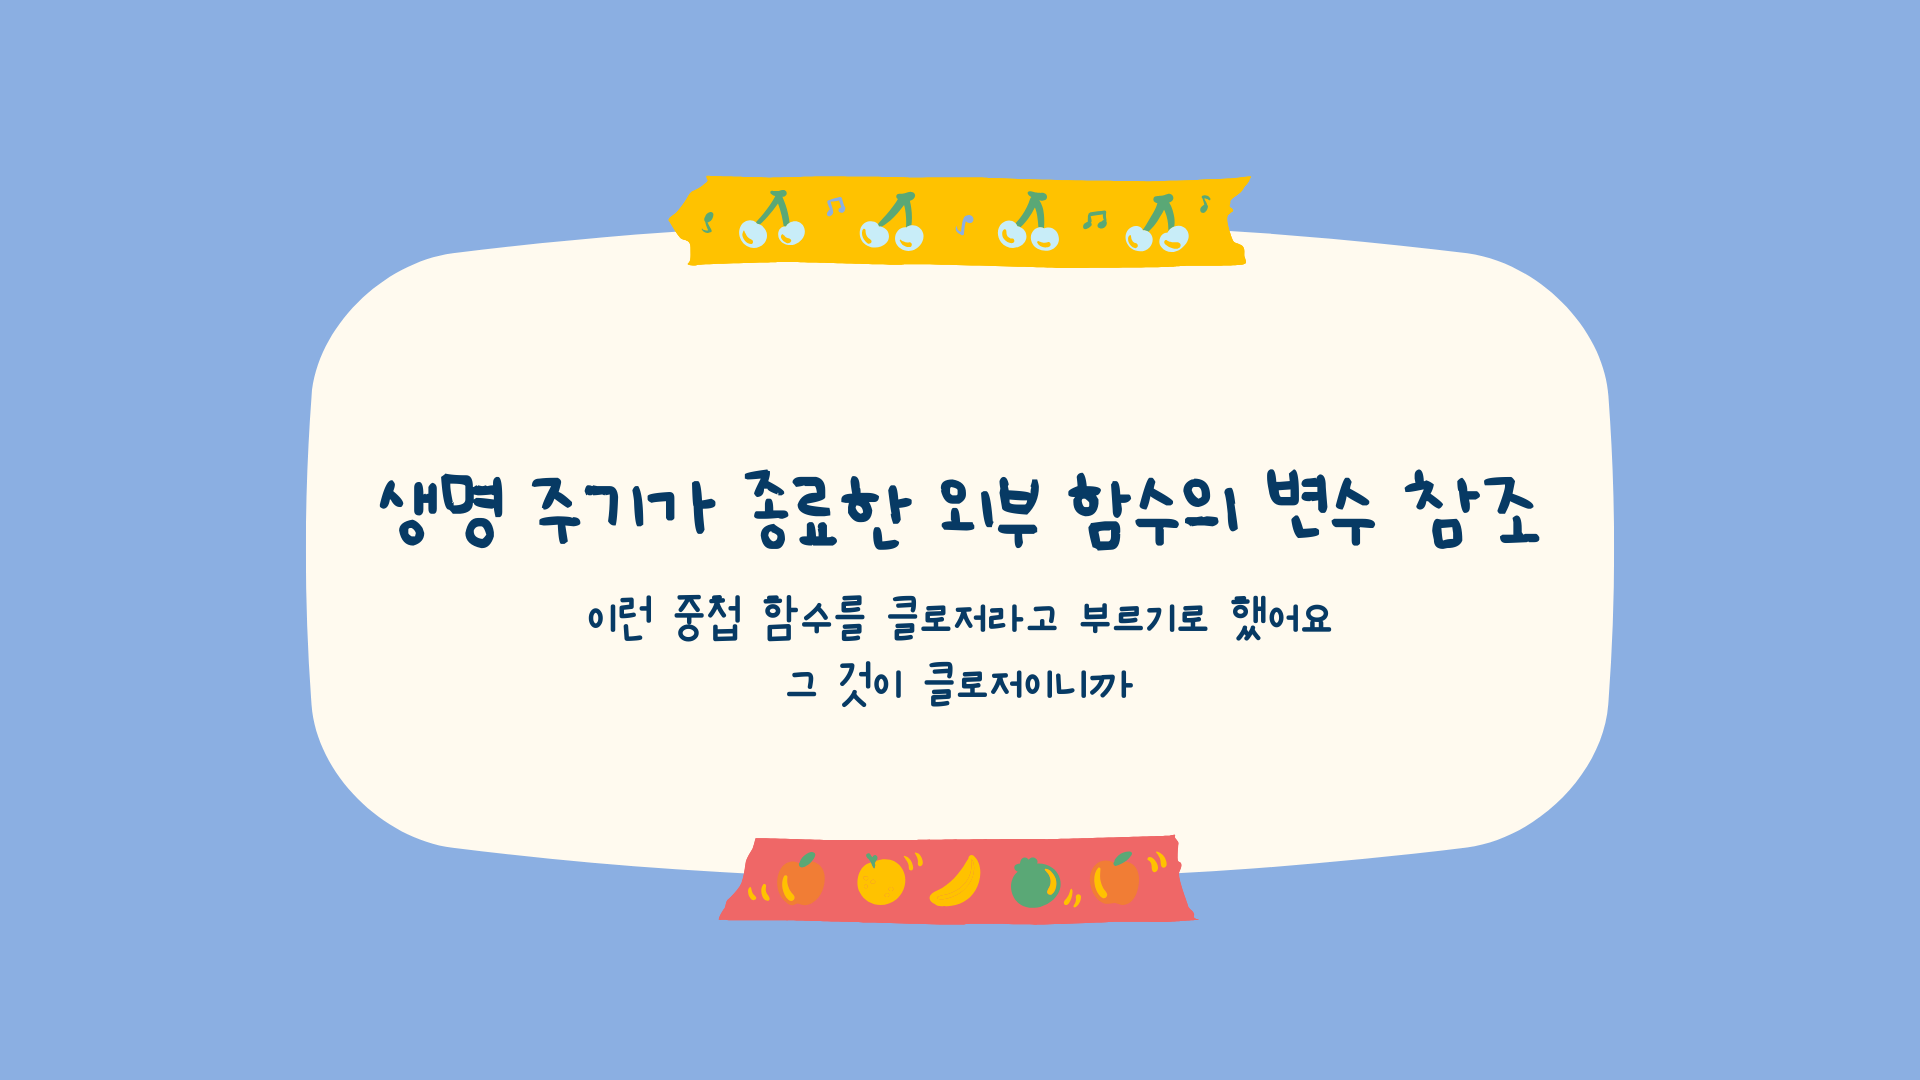 생명 주기가 종료한 외부 함수의 변수 참조
이런 중첩 함수를 클로저라고 부르기로 했어요
그 것이 클로저이니까